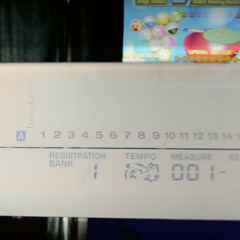 A 1 2 3 4 5 6 7 8 9 10 11 12 13 14
REGISTRATION TEMPO MEASURE
BANK 1 001-